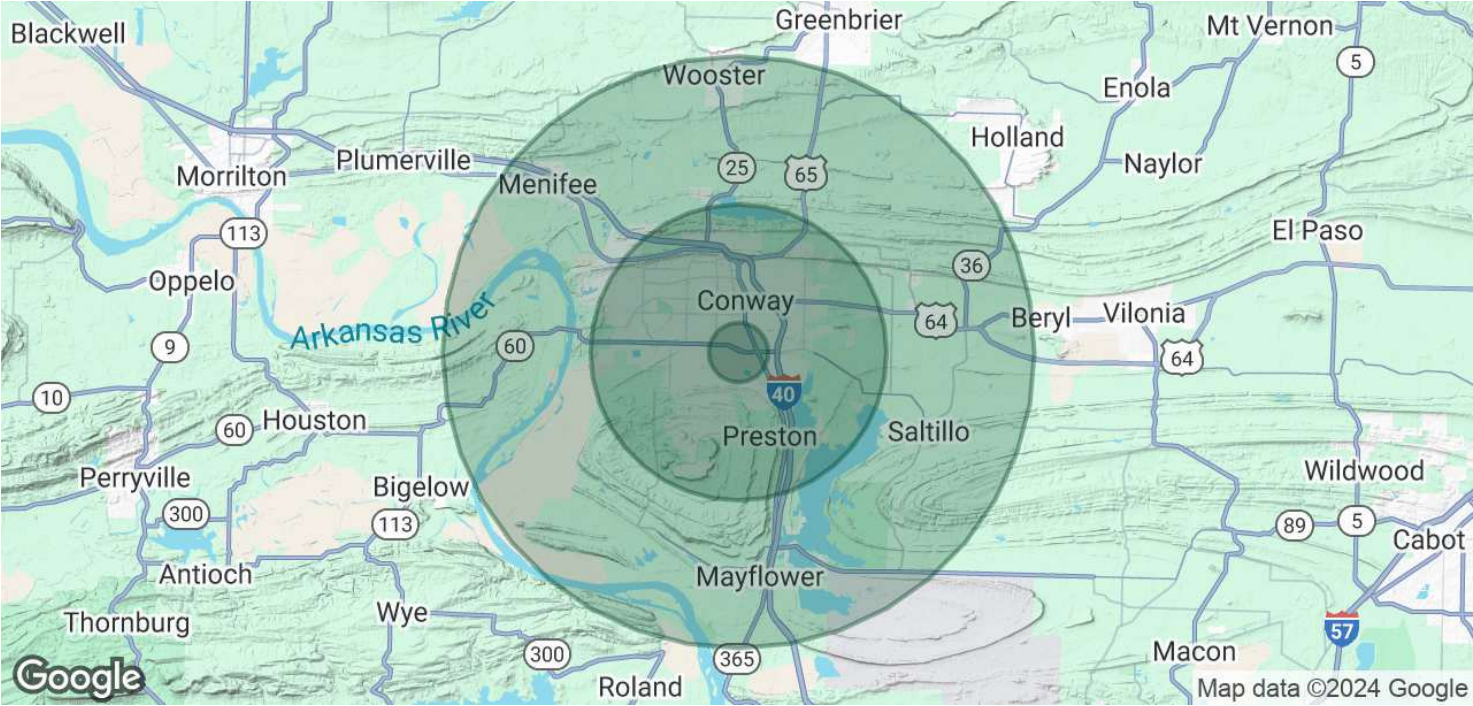 Greenbrier
Mt Vernon
Blackwell
5
Wooster
Enola
Holland
Plumerville
25
65
Naylor
Morrilton
Menifee
113
El Paso
36
Oppelo
Conway
Arkansas River
64
Beryl
Vilonia
9
60
64
10
40
Houston
60
Preston
Saltillo
Perryville
Wildwood
Bigelow
300
113
89
5
Cabot
Antioch
Mayflower
Thornburg
Wye
57
300
365
Macon
Google
Roland
Map data ©2024 Google